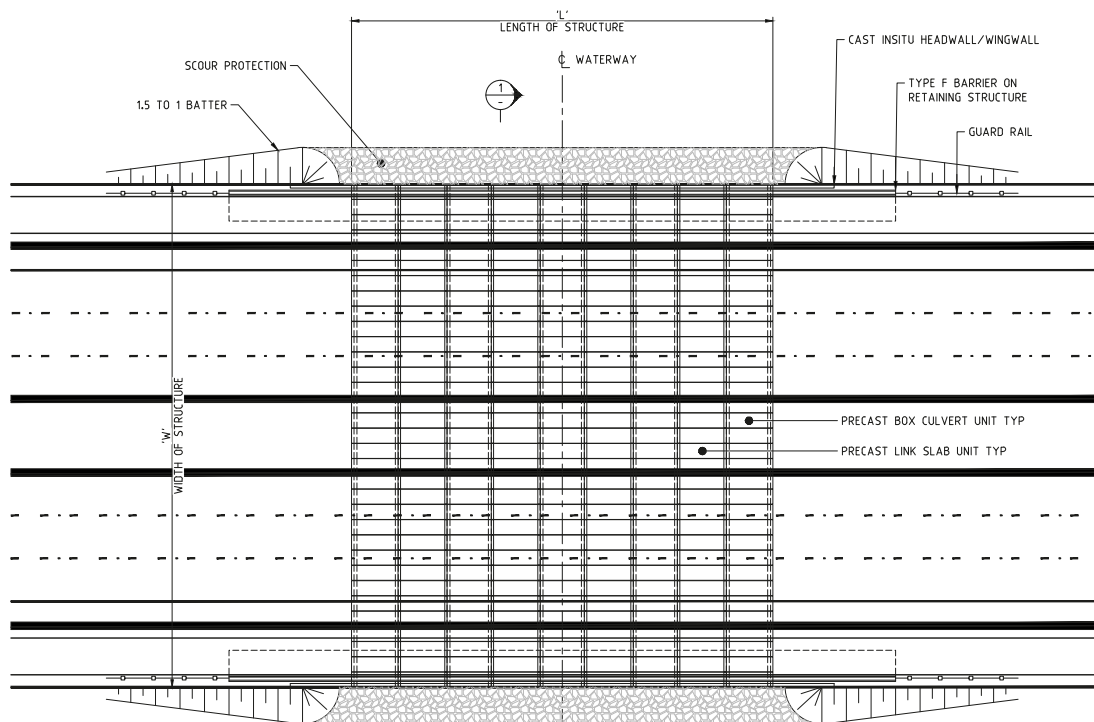 'L'
LENGTH OF STRUCTURE
℄ WATERWAY
CAST INSITU HEADWALL/WINGWALL
SCOUR PROTECTION
1
-
TYPE F BARRIER ON
RETAINING STRUCTURE
1.5 TO 1 BATTER
GUARD RAIL
'W'
WIDTH OF STRUCTURE
PRECAST BOX CULVERT UNIT TYP
PRECAST LINK SLAB UNIT TYP